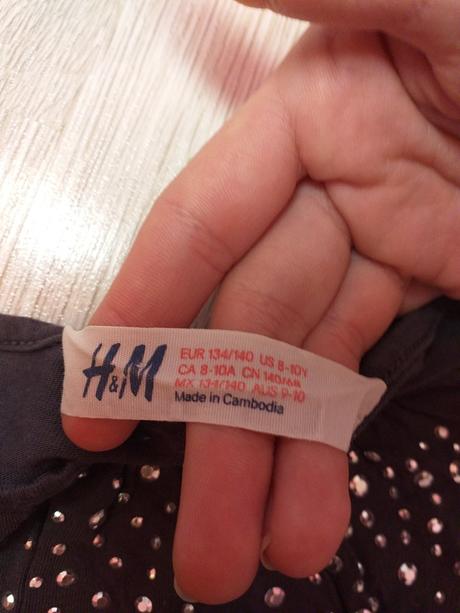 H&M
EUR 134/140 US 8-10Y
CA 8-10A CN 140/68
MX 134/140 AUS 9-10
Made in Cambodia